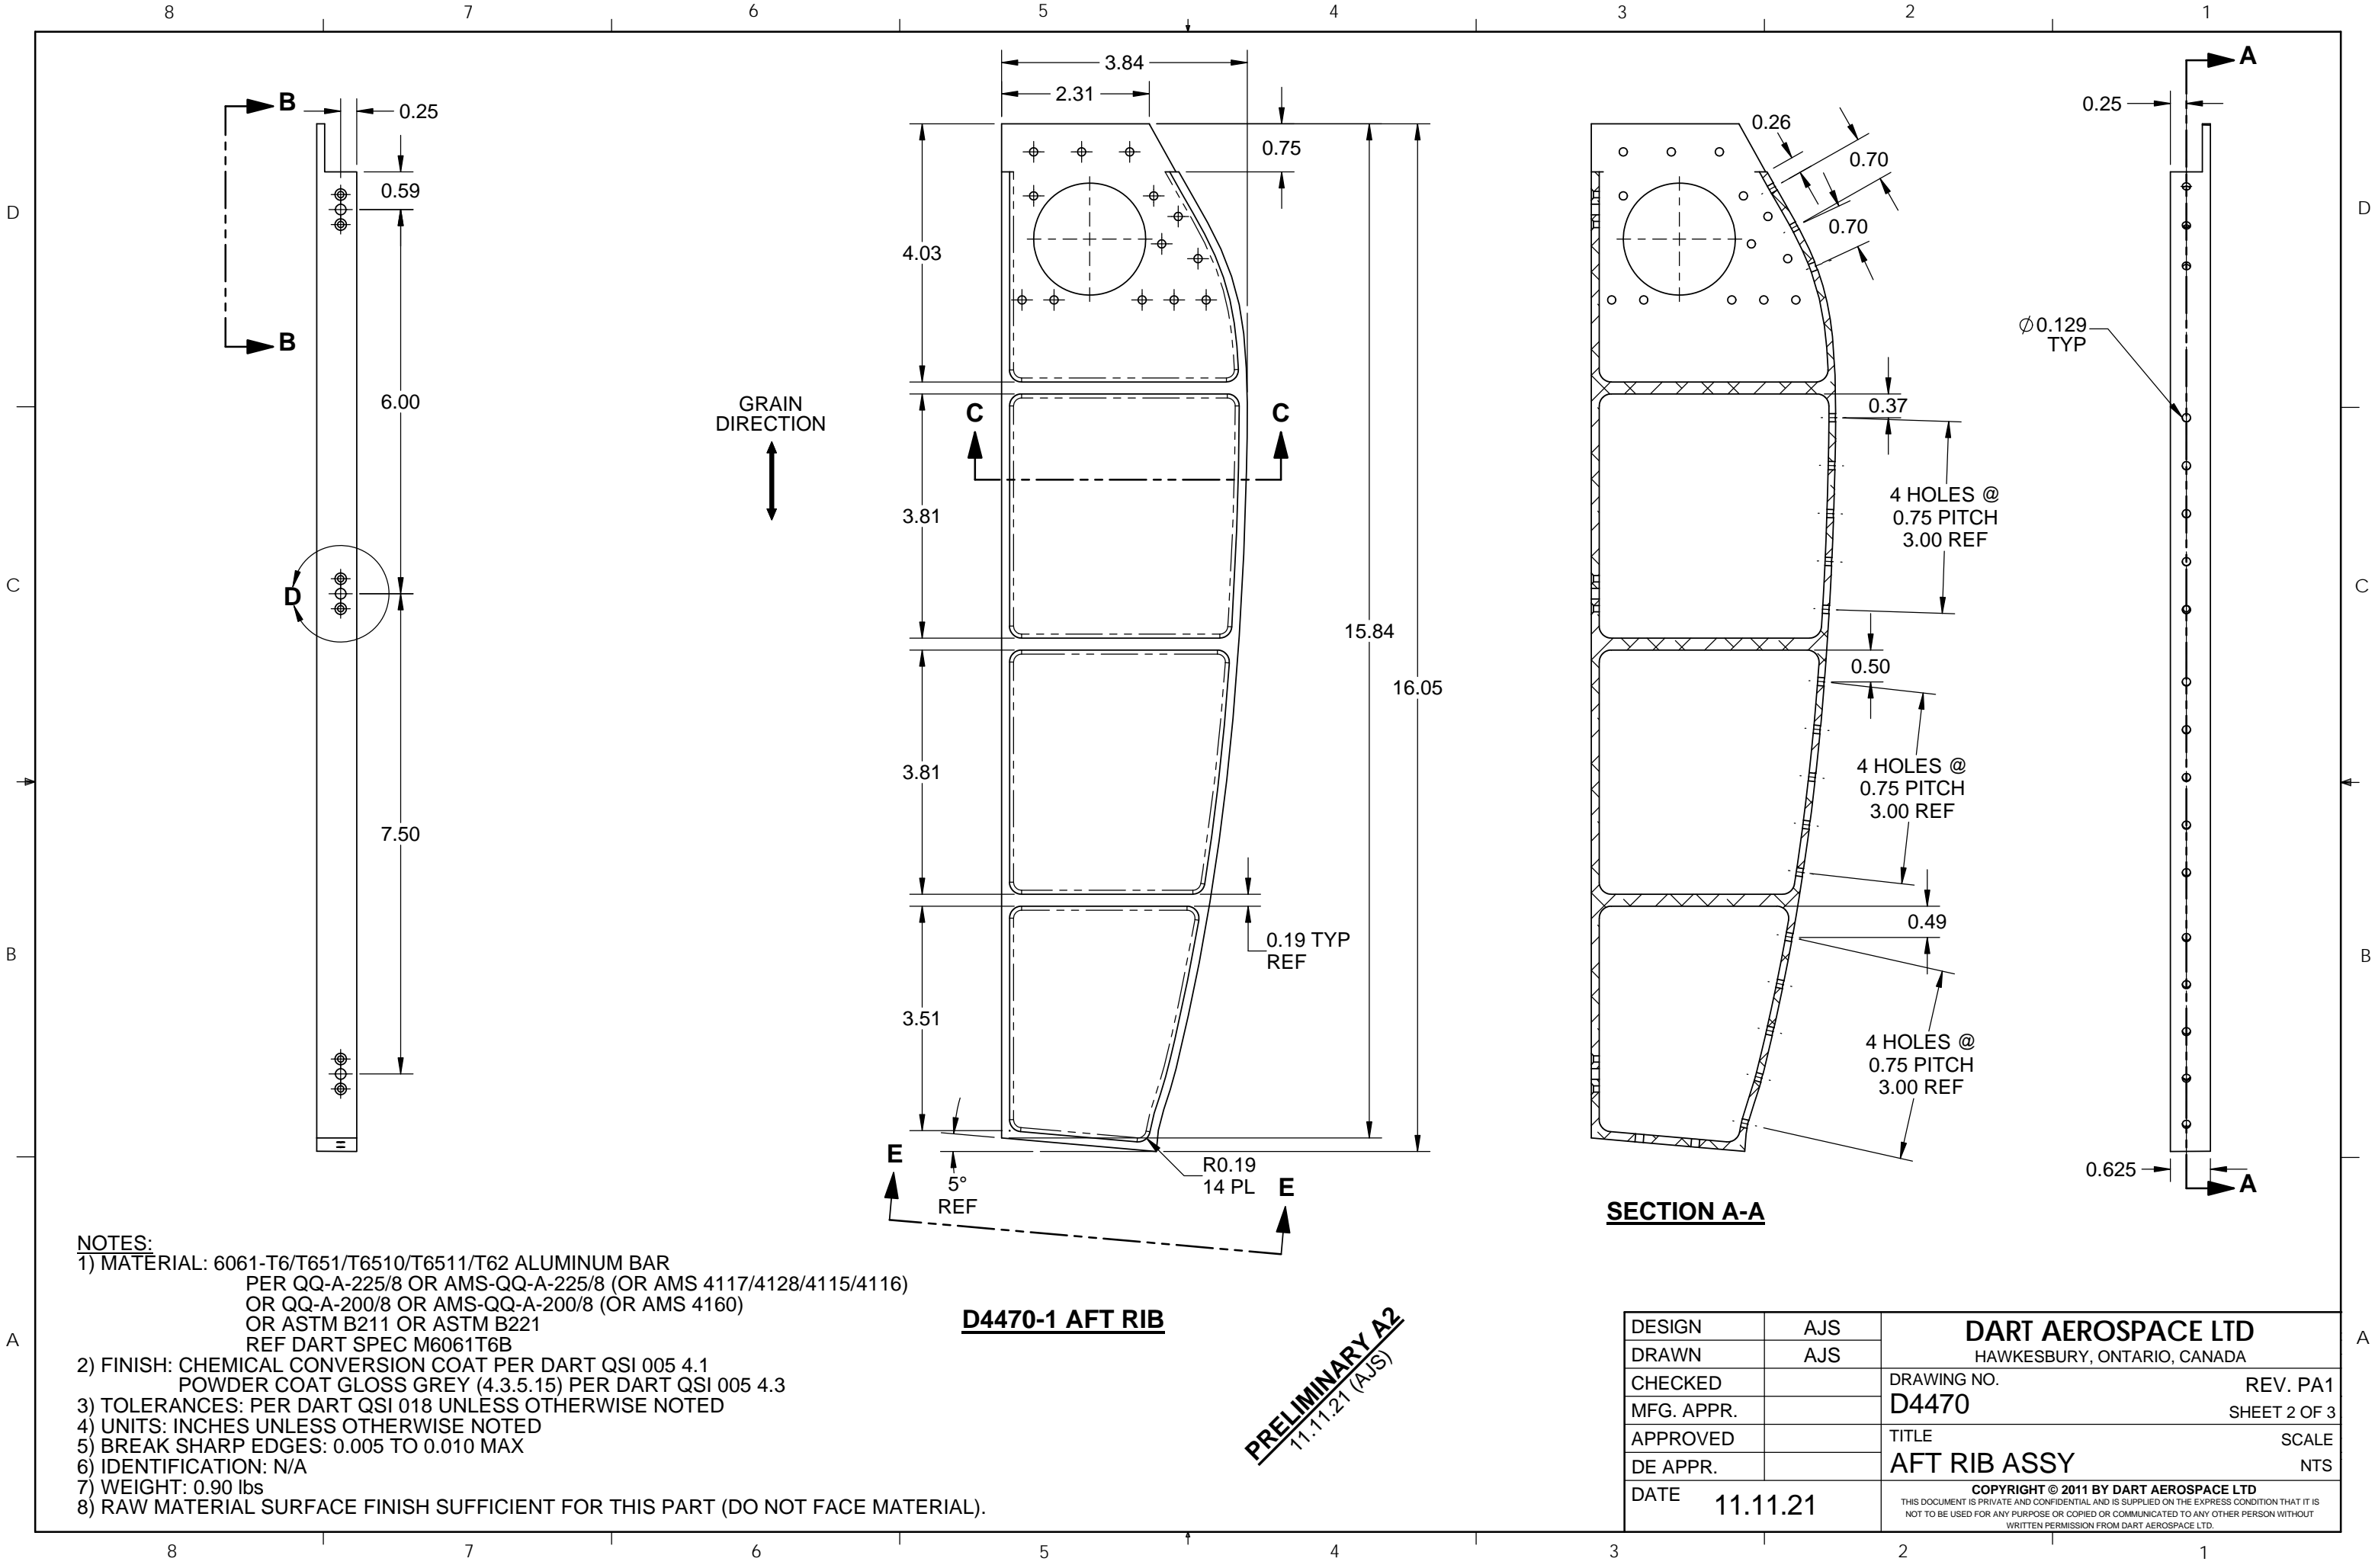 8 7 6 5 4 3 2 1
D
C
B
A
D
C
B
A
8 7 6 5 4 3 2 1
B
B
0.25
0.59
6.00
D
7.50
GRAIN
DIRECTION
3.84
2.31
0.75
4.03
C
C
3.81
15.84
16.05
3.81
0.19 TYP
REF
3.51
E
5°
REF
R0.19
14 PL
E
D4470-1 AFT RIB
0.26
0.70
0.70
0.37
4 HOLES @
0.75 PITCH
3.00 REF
0.50
4 HOLES @
0.75 PITCH
3.00 REF
0.49
4 HOLES @
0.75 PITCH
3.00 REF
SECTION A-A
A
0.25
∅0.129
TYP
0.625
A
NOTES:
1) MATERIAL: 6061-T6/T651/T6510/T6511/T62 ALUMINUM BAR
PER QQ-A-225/8 OR AMS-QQ-A-225/8 (OR AMS 4117/4128/4115/4116)
OR QQ-A-200/8 OR AMS-QQ-A-200/8 (OR AMS 4160)
OR ASTM B211 OR ASTM B221
REF DART SPEC M6061T6B
2) FINISH: CHEMICAL CONVERSION COAT PER DART QSI 005 4.1
POWDER COAT GLOSS GREY (4.3.5.15) PER DART QSI 005 4.3
3) TOLERANCES: PER DART QSI 018 UNLESS OTHERWISE NOTED
4) UNITS: INCHES UNLESS OTHERWISE NOTED
5) BREAK SHARP EDGES: 0.005 TO 0.010 MAX
6) IDENTIFICATION: N/A
7) WEIGHT: 0.90 lbs
8) RAW MATERIAL SURFACE FINISH SUFFICIENT FOR THIS PART (DO NOT FACE MATERIAL).
PRELIMINARY A2
11.11.21 (AJS)
DESIGN AJS
DRAWN AJS
CHECKED
MFG. APPR.
APPROVED
DE APPR.
DATE 11.11.21
DART AEROSPACE LTD
HAWKESBURY, ONTARIO, CANADA
DRAWING NO. REV. PA1
D4470 SHEET 2 OF 3
TITLE SCALE
AFT RIB ASSY NTS
COPYRIGHT © 2011 BY DART AEROSPACE LTD
THIS DOCUMENT IS PRIVATE AND CONFIDENTIAL AND IS SUPPLIED ON THE EXPRESS CONDITION THAT IT IS
NOT TO BE USED FOR ANY PURPOSE OR COPIED OR COMMUNICATED TO ANY OTHER PERSON WITHOUT
WRITTEN PERMISSION FROM DART AEROSPACE LTD.